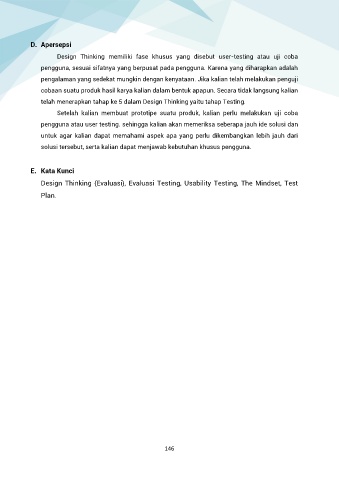 D. Apersepsi
Design Thinking memiliki fase khusus yang disebut user-testing atau uji coba
pengguna, sesuai sifatnya yang berpusat pada pengguna. Karena yang diharapkan adalah
pengalaman yang sedekat mungkin dengan kenyataan. Jika kalian telah melakukan penguji
cobaan suatu produk hasil karya kalian dalam bentuk apapun. Secara tidak langsung kalian
telah menerapkan tahap ke 5 dalam Design Thinking yaitu tahap Testing.
Setelah kalian membuat prototipe suatu produk, kalian perlu melakukan uji coba
pengguna atau user testing. sehingga kalian akan memeriksa seberapa jauh ide solusi dan
untuk agar kalian dapat memahami aspek apa yang perlu dikembangkan lebih jauh dari
solusi tersebut, serta kalian dapat menjawab kebutuhan khusus pengguna.
E. Kata Kunci
Design Thinking (Evaluasi), Evaluasi Testing, Usability Testing, The Mindset, Test
Plan.
146